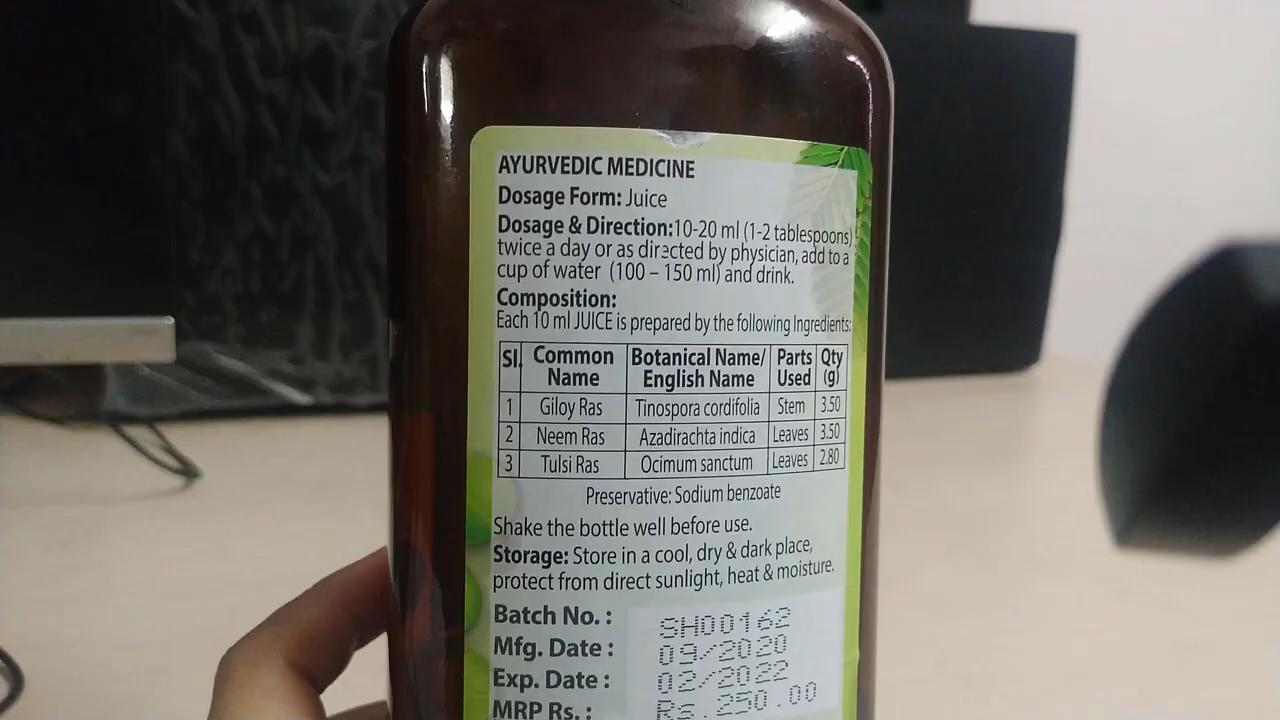 AYURVEDIC MEDICINE
Dosage Form: Juice
Dosage & Direction:10-20 ml (1-2 tablespoons)
twice a day or as directed by physician, add to a
cup of water (100 – 150 ml) and drink.
Composition:
Each 10 ml JUICE is prepared by the following Ingredients:
Sl. Common Name Botanical Name/ English Name Parts Used Qty (g)
1 Giloy Ras Tinospora cordifolia Stem 3.50
2 Neem Ras Azadirachta indica Leaves 3.50
3 Tulsi Ras Ocimum sanctum Leaves 2.80
Preservative: Sodium benzoate
Shake the bottle well before use.
Storage: Store in a cool, dry & dark place,
protect from direct sunlight, heat & moisture.
Batch No. : SH00162
Mfg. Date : 09/2020
Exp. Date : 02/2022
MRP Rs. : Rs.250.00